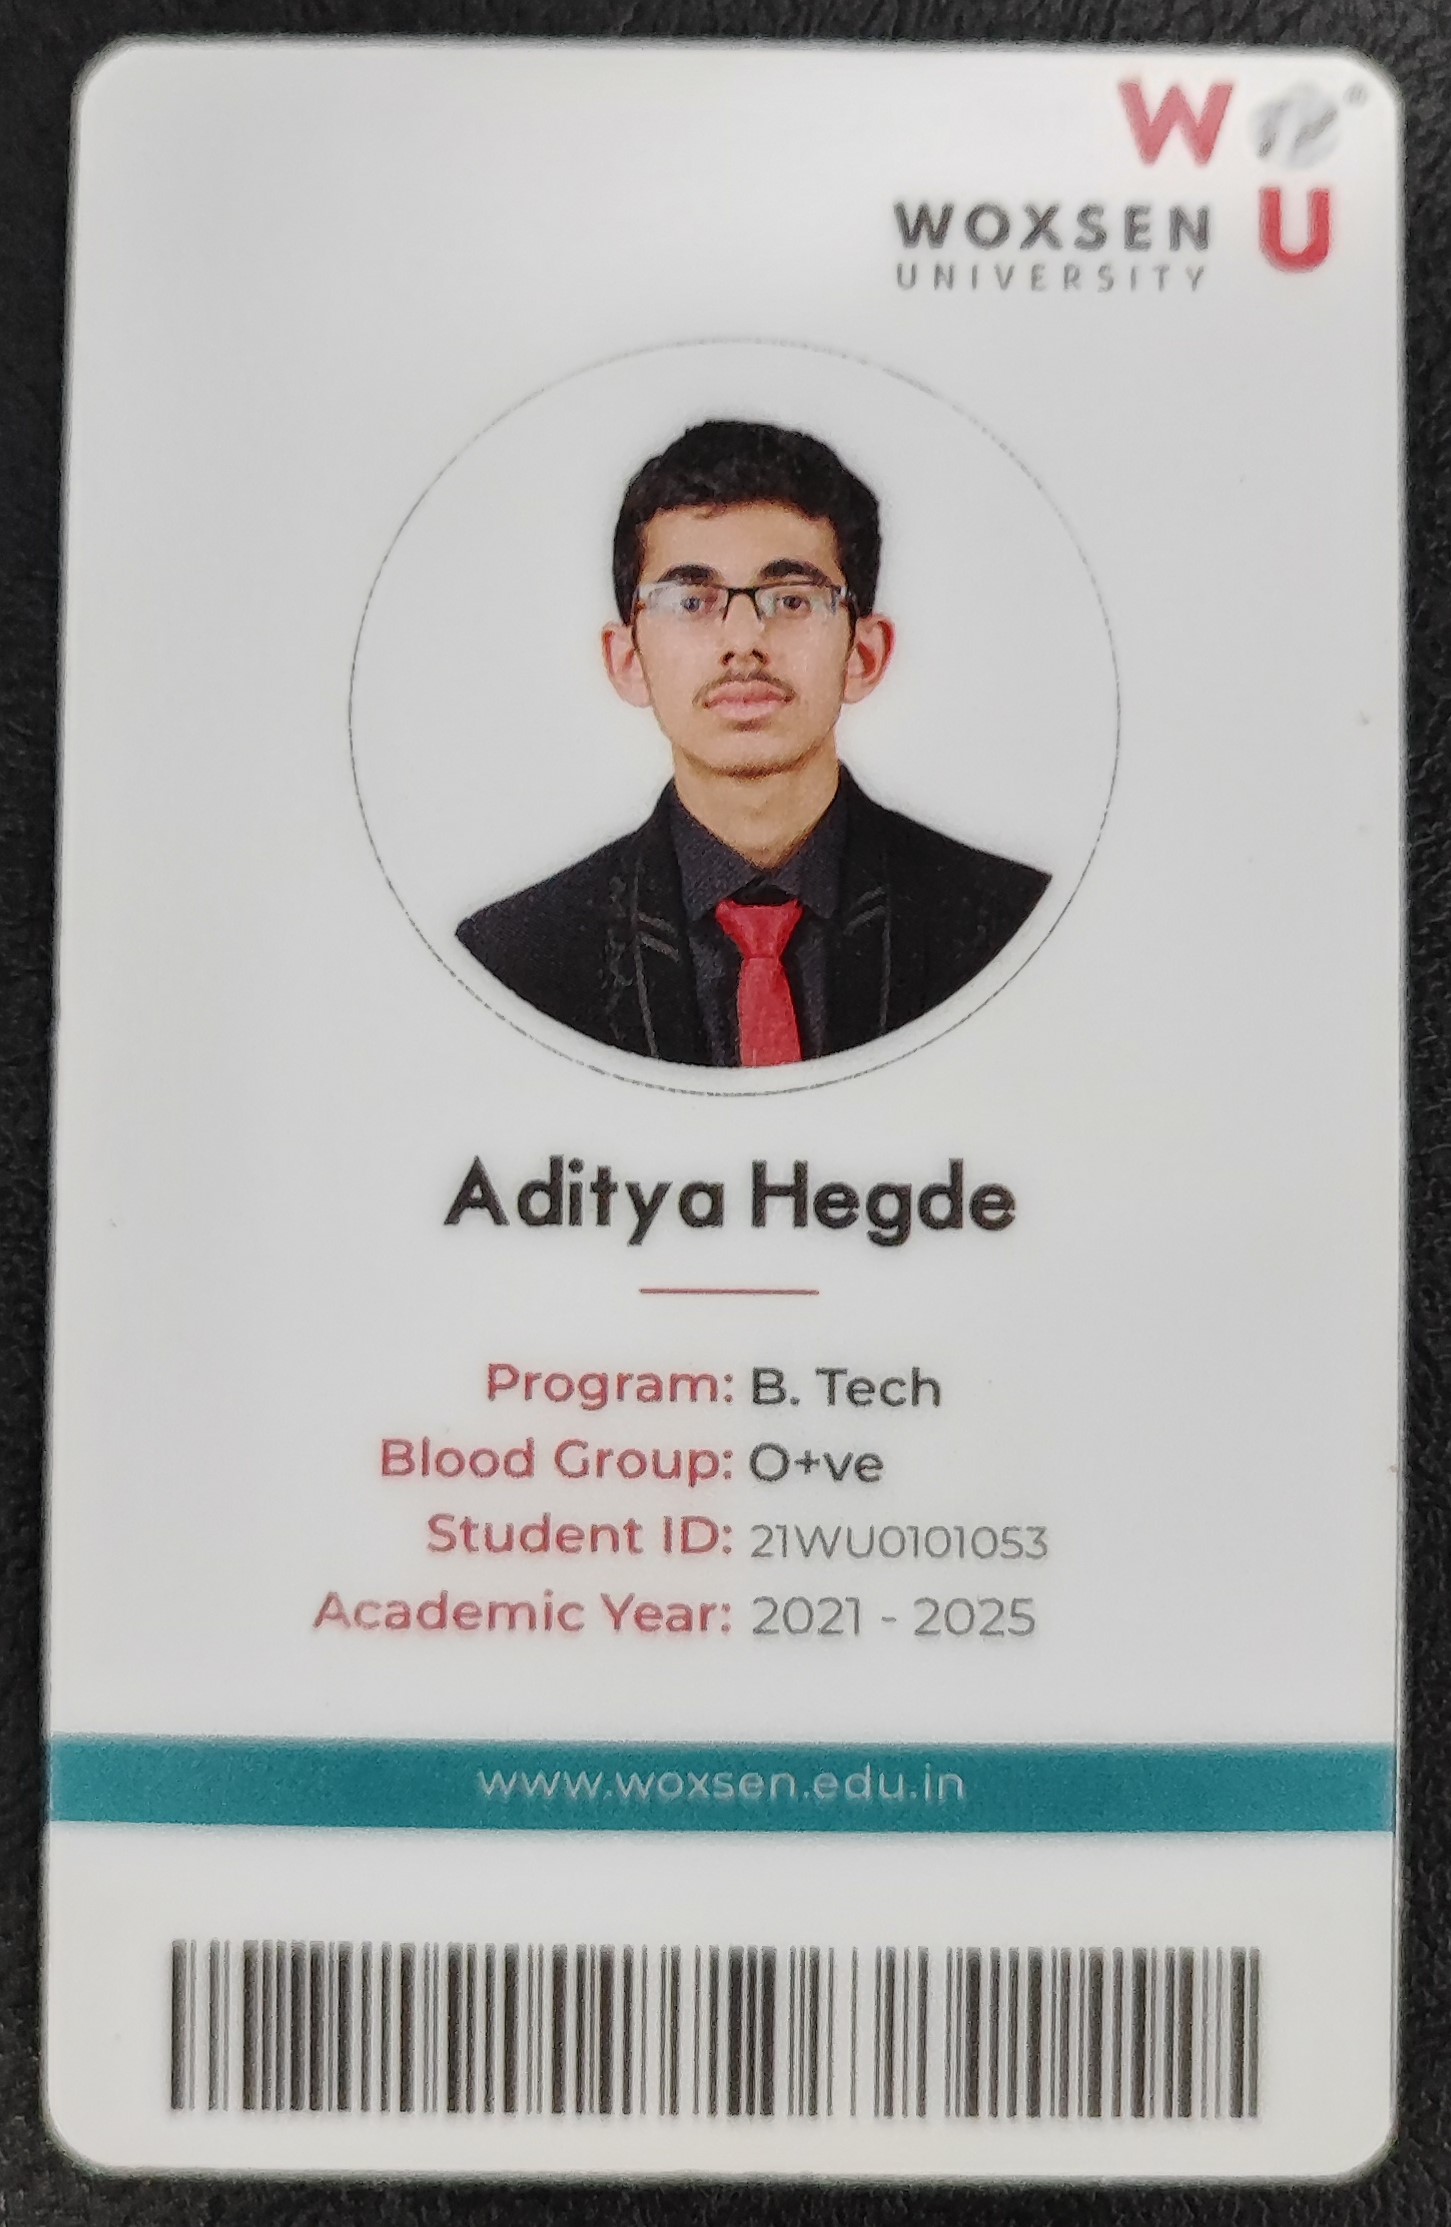 W ®
WOXSEN U
UNIVERSITY
Aditya Hegde
Program: B. Tech
Blood Group: O+ve
Student ID: 21WU0101053
Academic Year: 2021 - 2025
www.woxsen.edu.in